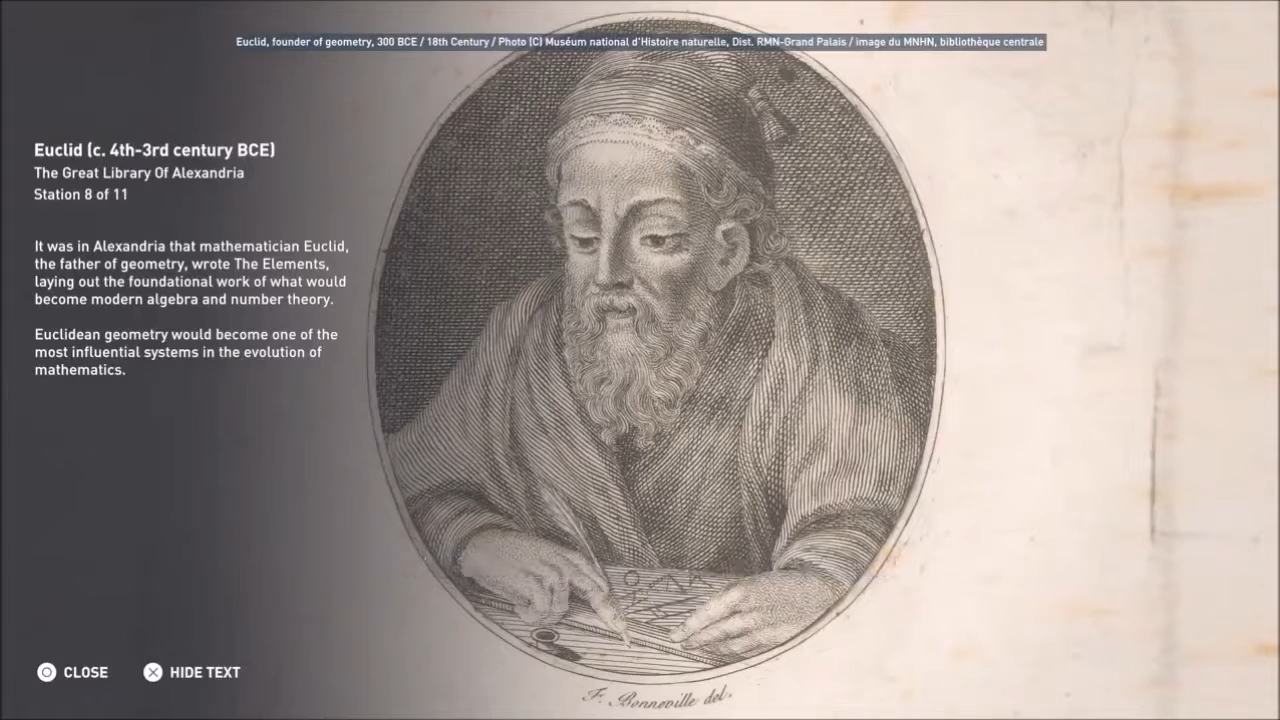 Euclid, founder of geometry, 300 BCE / 18th Century / Photo (C) Muséum national d'Histoire naturelle, Dist. RMN-Grand Palais / image du MNHN, bibliothèque centrale
Euclid (c. 4th-3rd century BCE)
The Great Library Of Alexandria
Station 8 of 11
It was in Alexandria that mathematician Euclid,
the father of geometry, wrote The Elements,
laying out the foundational work of what would
become modern algebra and number theory.
Euclidean geometry would become one of the
most influential systems in the evolution of
mathematics.
CLOSE
HIDE TEXT
F. Bonneville del.